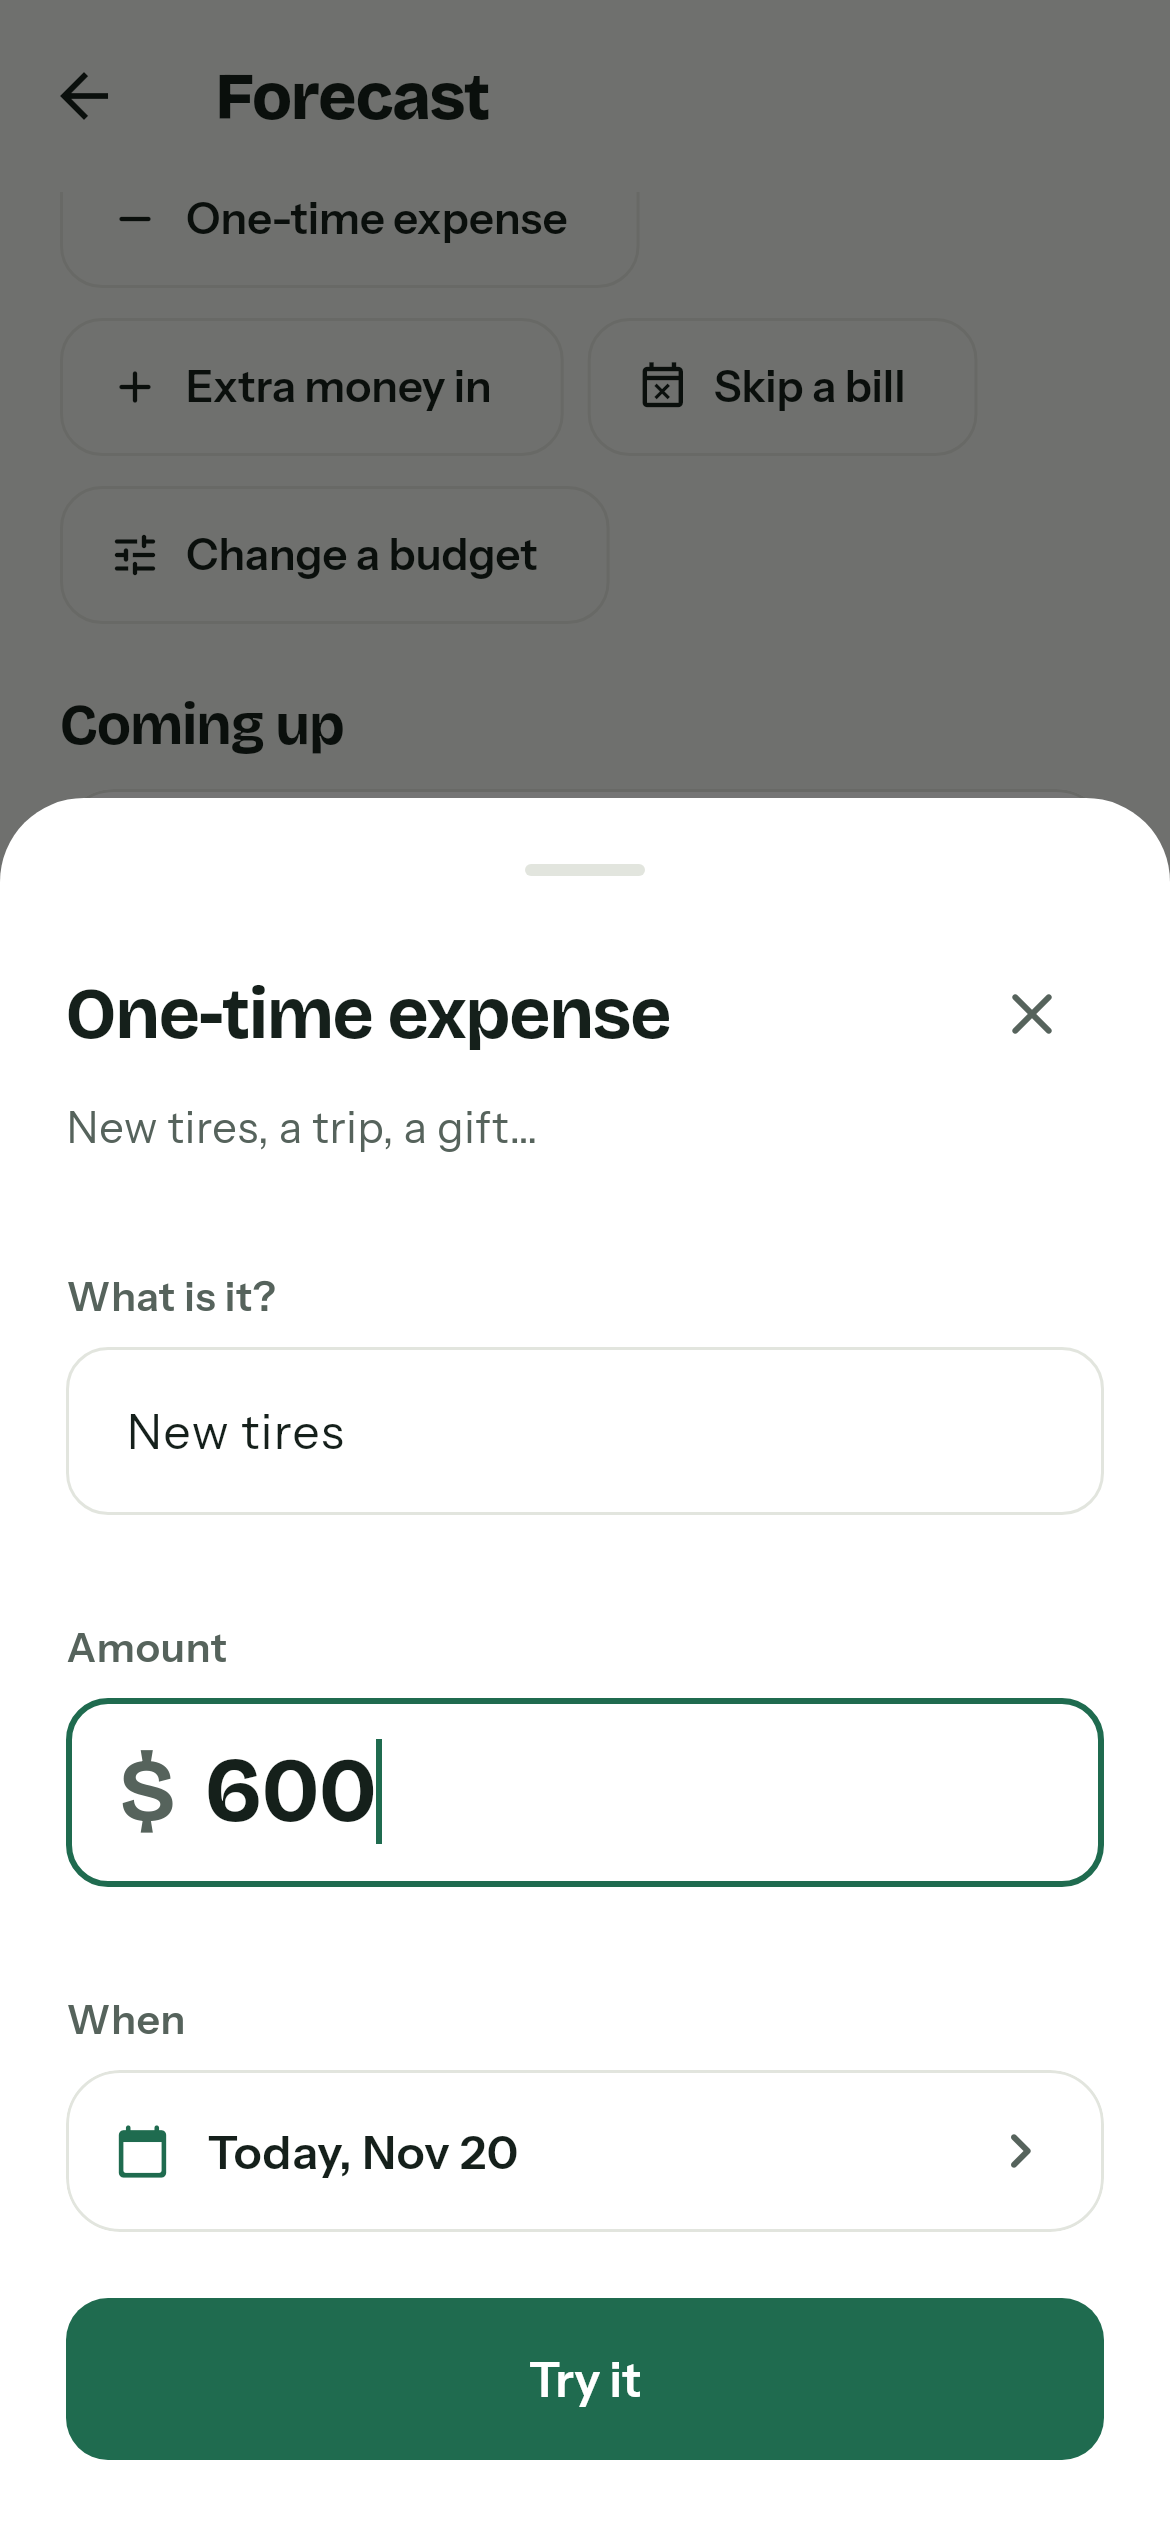 Forecast
One-time expense
Extra money in
Skip a bill
Change a budget
Coming up
One-time expense
New tires, a trip, a gift...
What is it?
New tires
Amount
$ 600
When
Today, Nov 20
Try it